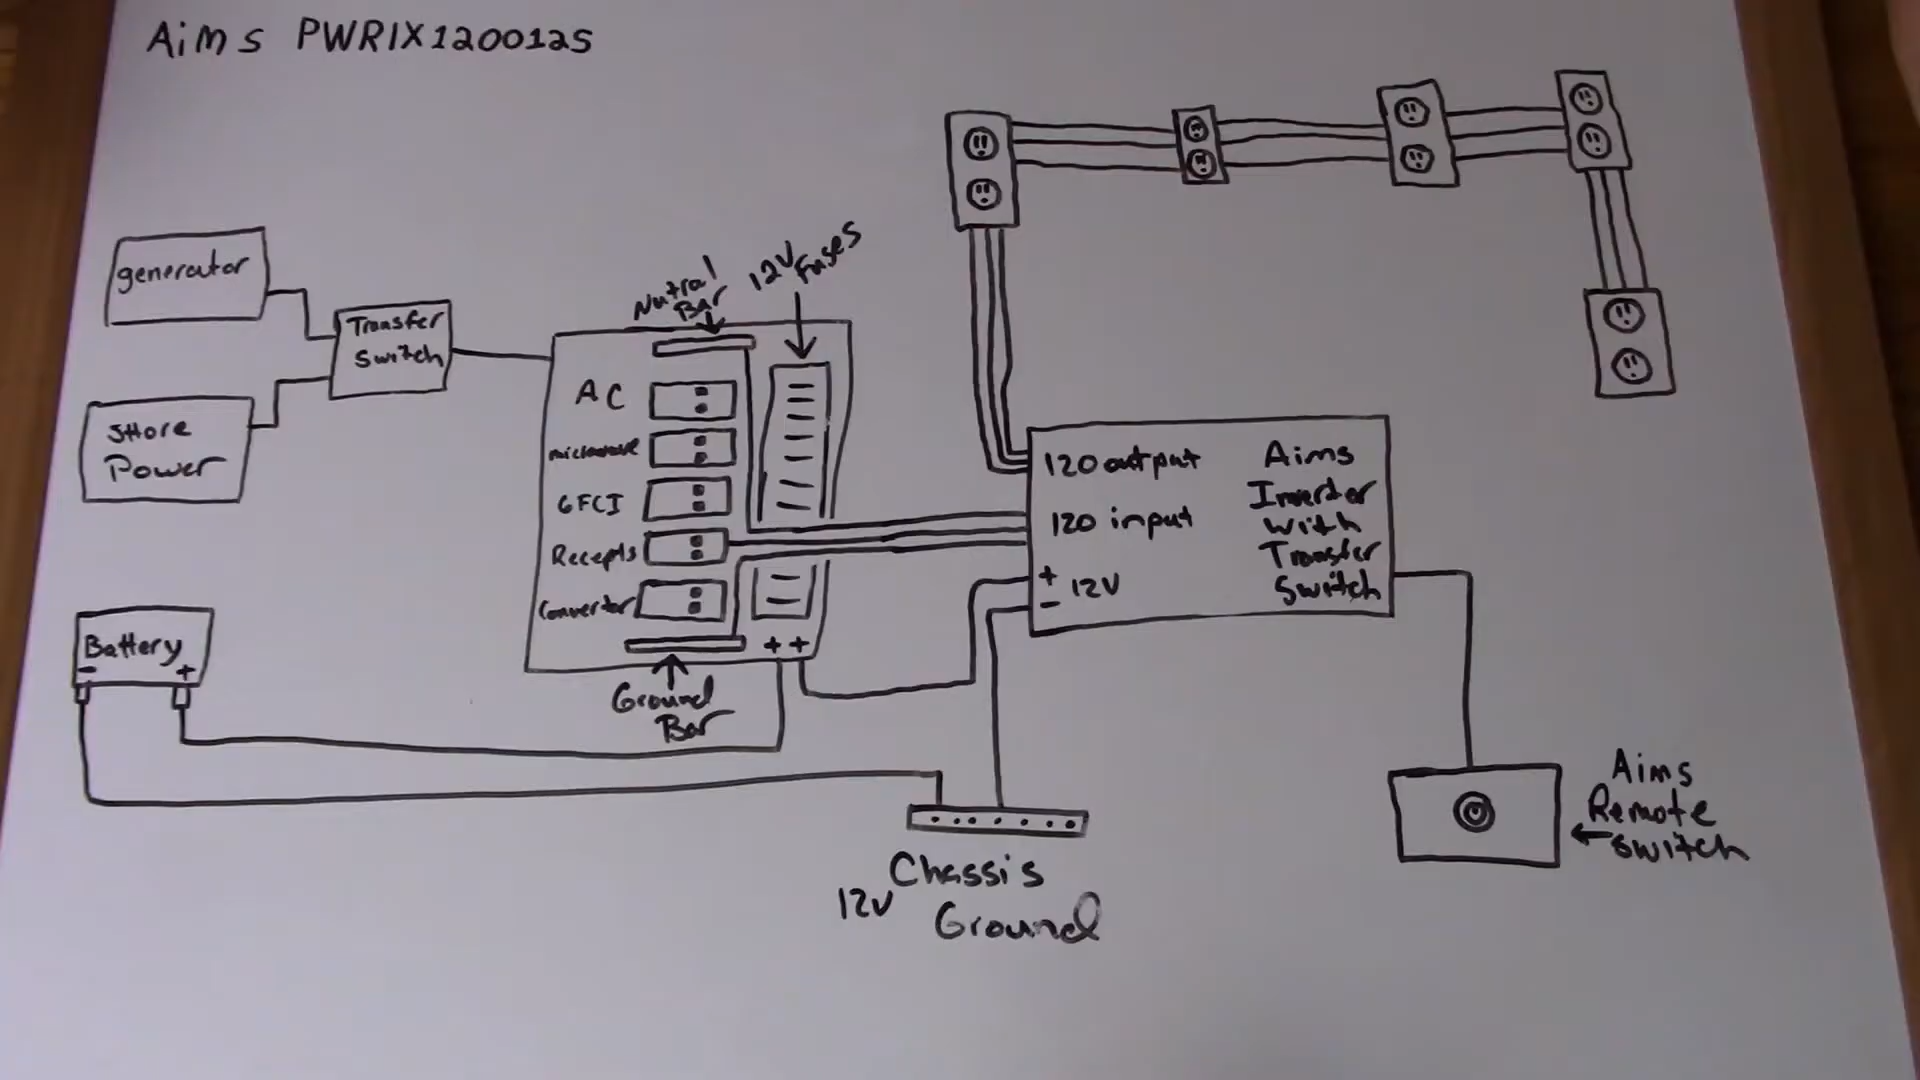 Aims PWRIX120012S
generator
Transfer
Switch
SHore
Power
Nutral
Bar
12V
Fuses
AC
microwave
GFCI
Recepts
Convertor
+ +
Ground
Bar
Battery
- +
120 output
120 input
+
- 12V
Aims
Inverter
with
Transfer
Switch
Aims
Remote
Switch
Chassis
12V
Ground